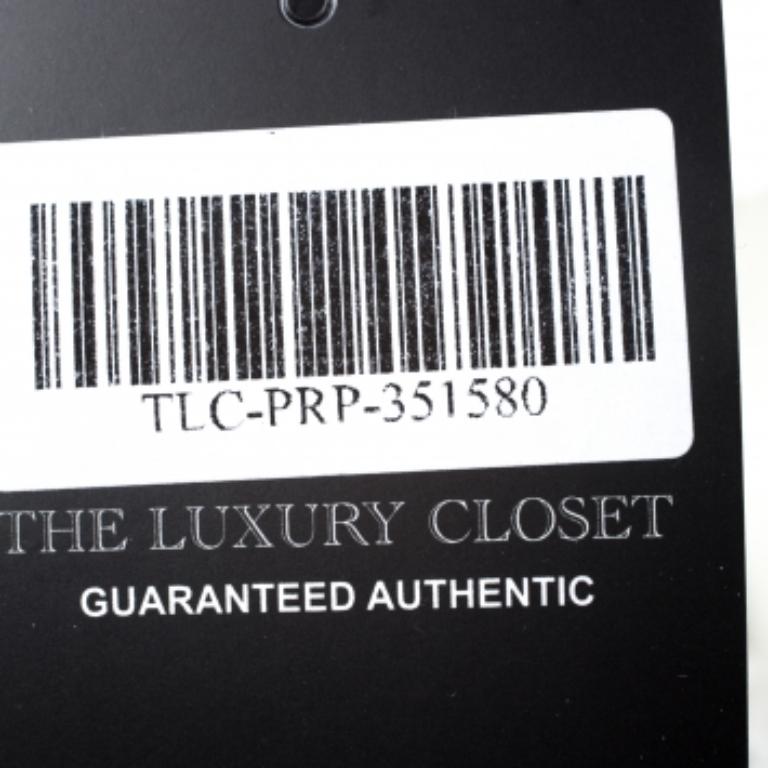 TLC-PRP-351580
THE LUXURY CLOSET
GUARANTEED AUTHENTIC